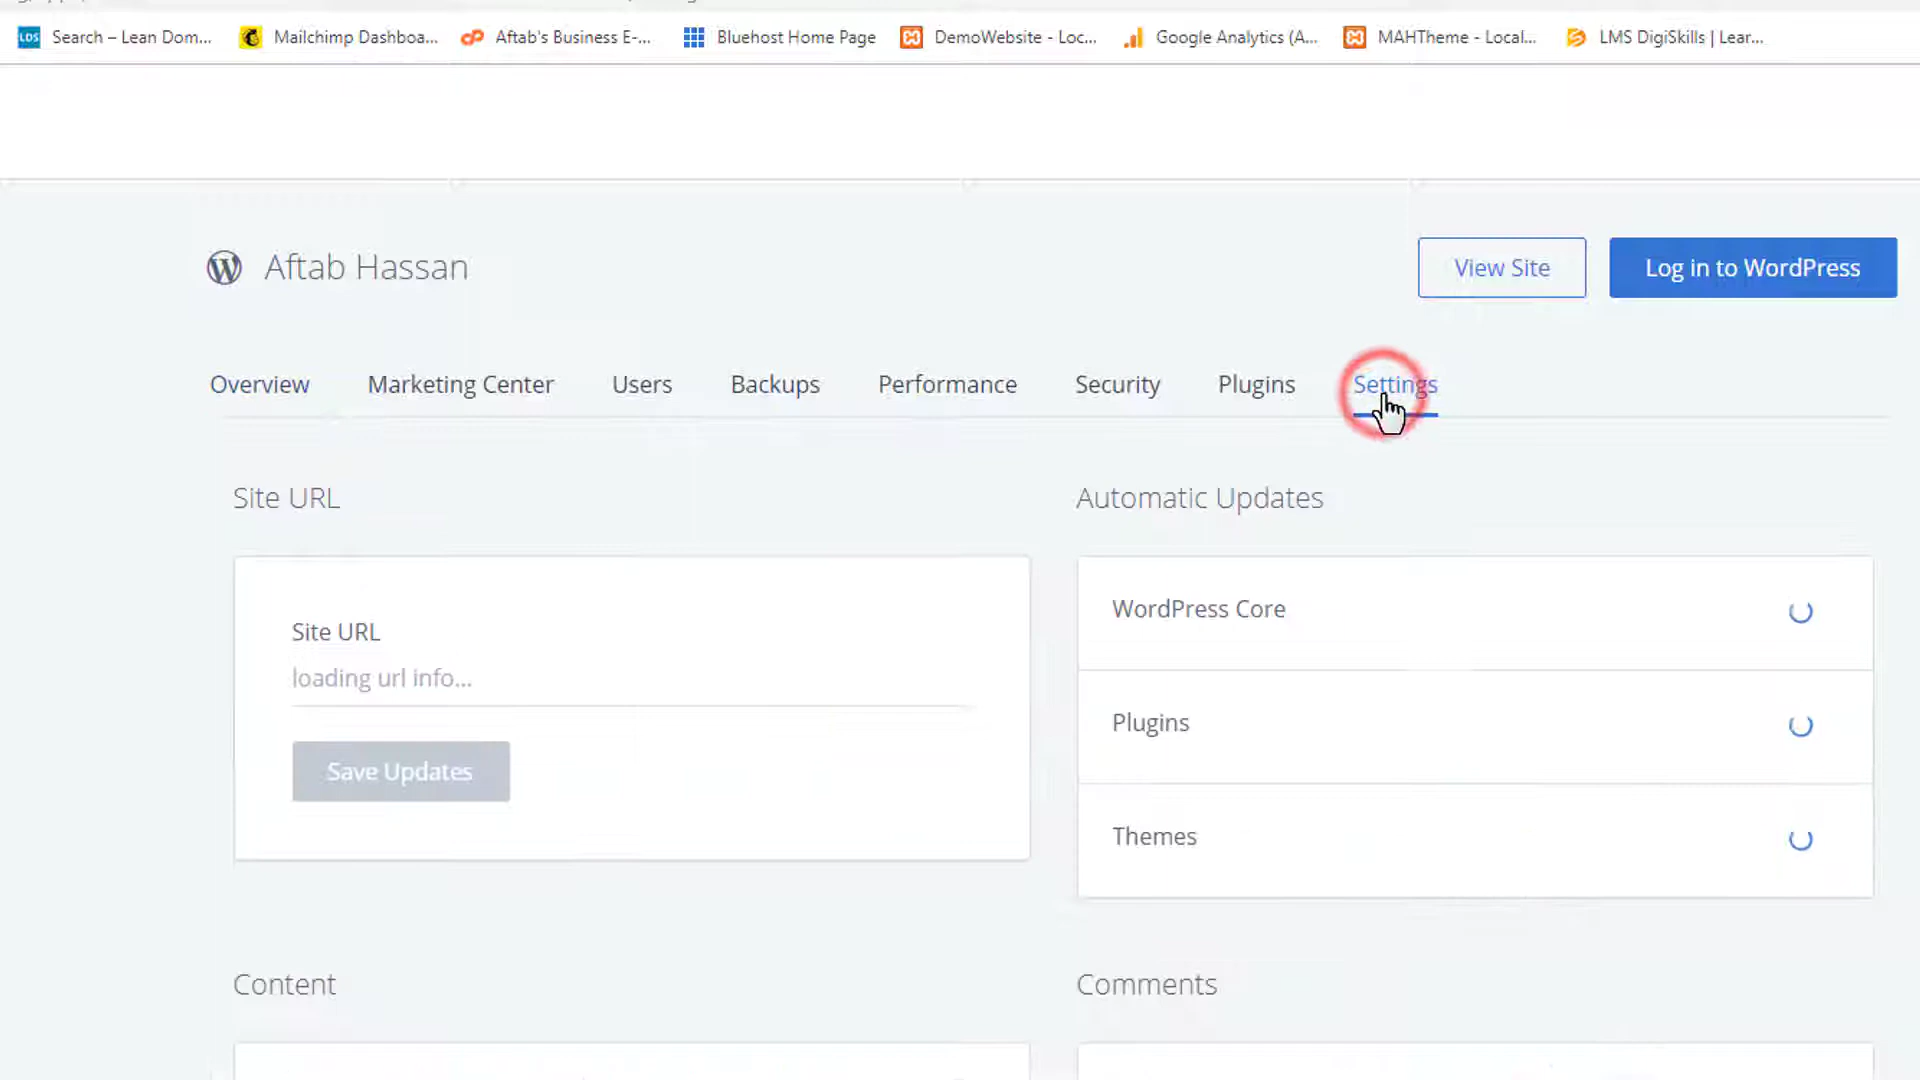 Search – Lean Dom... Mailchimp Dashboa... Aftab's Business E-... Bluehost Home Page DemoWebsite - Loc... Google Analytics (A... MAHTheme - Local... LMS DigiSkills | Lear...
Aftab Hassan View Site Log in to WordPress
Overview Marketing Center Users Backups Performance Security Plugins Settings
Site URL
Automatic Updates
Site URL
loading url info...
Save Updates
WordPress Core
Plugins
Themes
Content
Comments